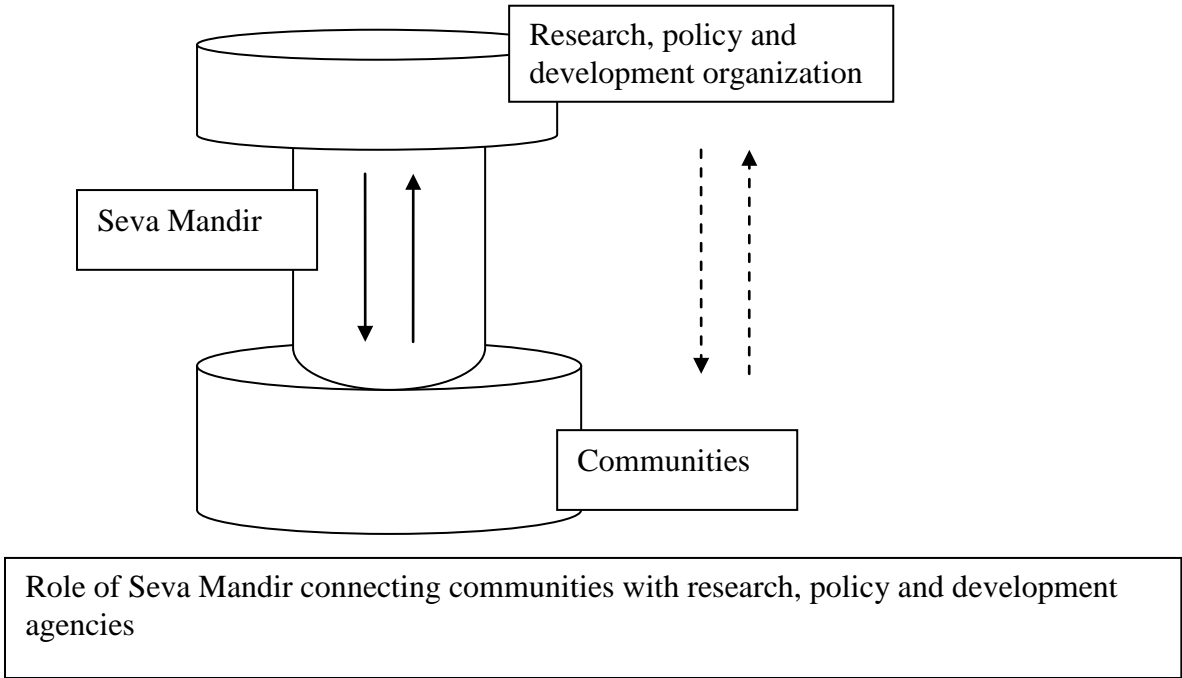 Research, policy and
development organization
Seva Mandir
Communities
Role of Seva Mandir connecting communities with research, policy and development
agencies